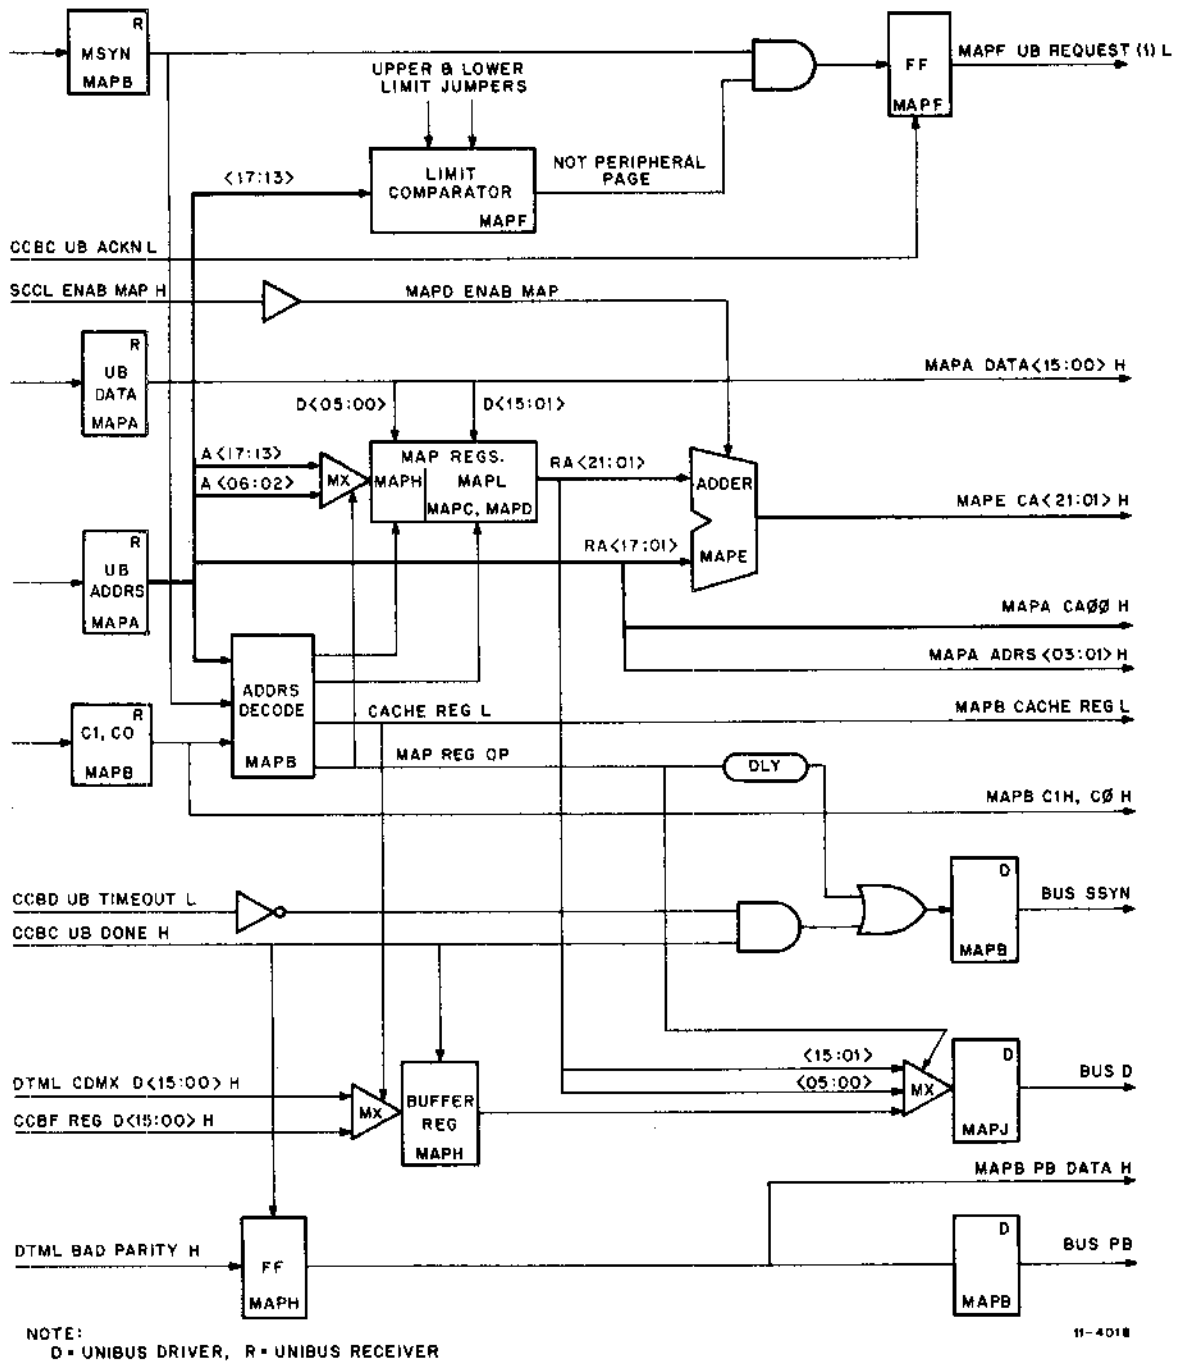 R
MSYN
MAPB
UPPER & LOWER
LIMIT JUMPERS
FF
MAPF
MAPF UB REQUEST (1) L
<17:13>
LIMIT
COMPARATOR
MAPF
NOT PERIPHERAL
PAGE
CCBC UB ACKN L
SCCL ENAB MAP H
MAPD ENAB MAP
R
UB
DATA
MAPA
MAPA DATA<15:00> H
D<05:00>
D<15:01>
A<17:13>
A<06:02>
MX
MAP REGS.
MAPH
MAPL
MAPC, MAPD
RA<21:01>
ADDER
MAPE
MAPE CA<21:01> H
RA<17:01>
R
UB
ADDRS
MAPA
MAPA CAØØ H
MAPA ADRS<03:01> H
ADDRS
DECODE
MAPB
CACHE REG L
MAPB CACHE REG L
R
C1, CO
MAPB
MAP REG OP
DLY
MAPB C1H, CØ H
CCBD UB TIMEOUT L
CCBC UB DONE H
D
MAPB
BUS SSYN
DTML CDMX D<15:00> H
CCBF REG D<15:00> H
MX
BUFFER
REG
MAPH
<15:01>
<05:00>
MX
D
MAPJ
BUS D
MAPB PB DATA H
DTML BAD PARITY H
FF
MAPH
D
MAPB
BUS PB
NOTE:
D = UNIBUS DRIVER, R = UNIBUS RECEIVER
11-4018